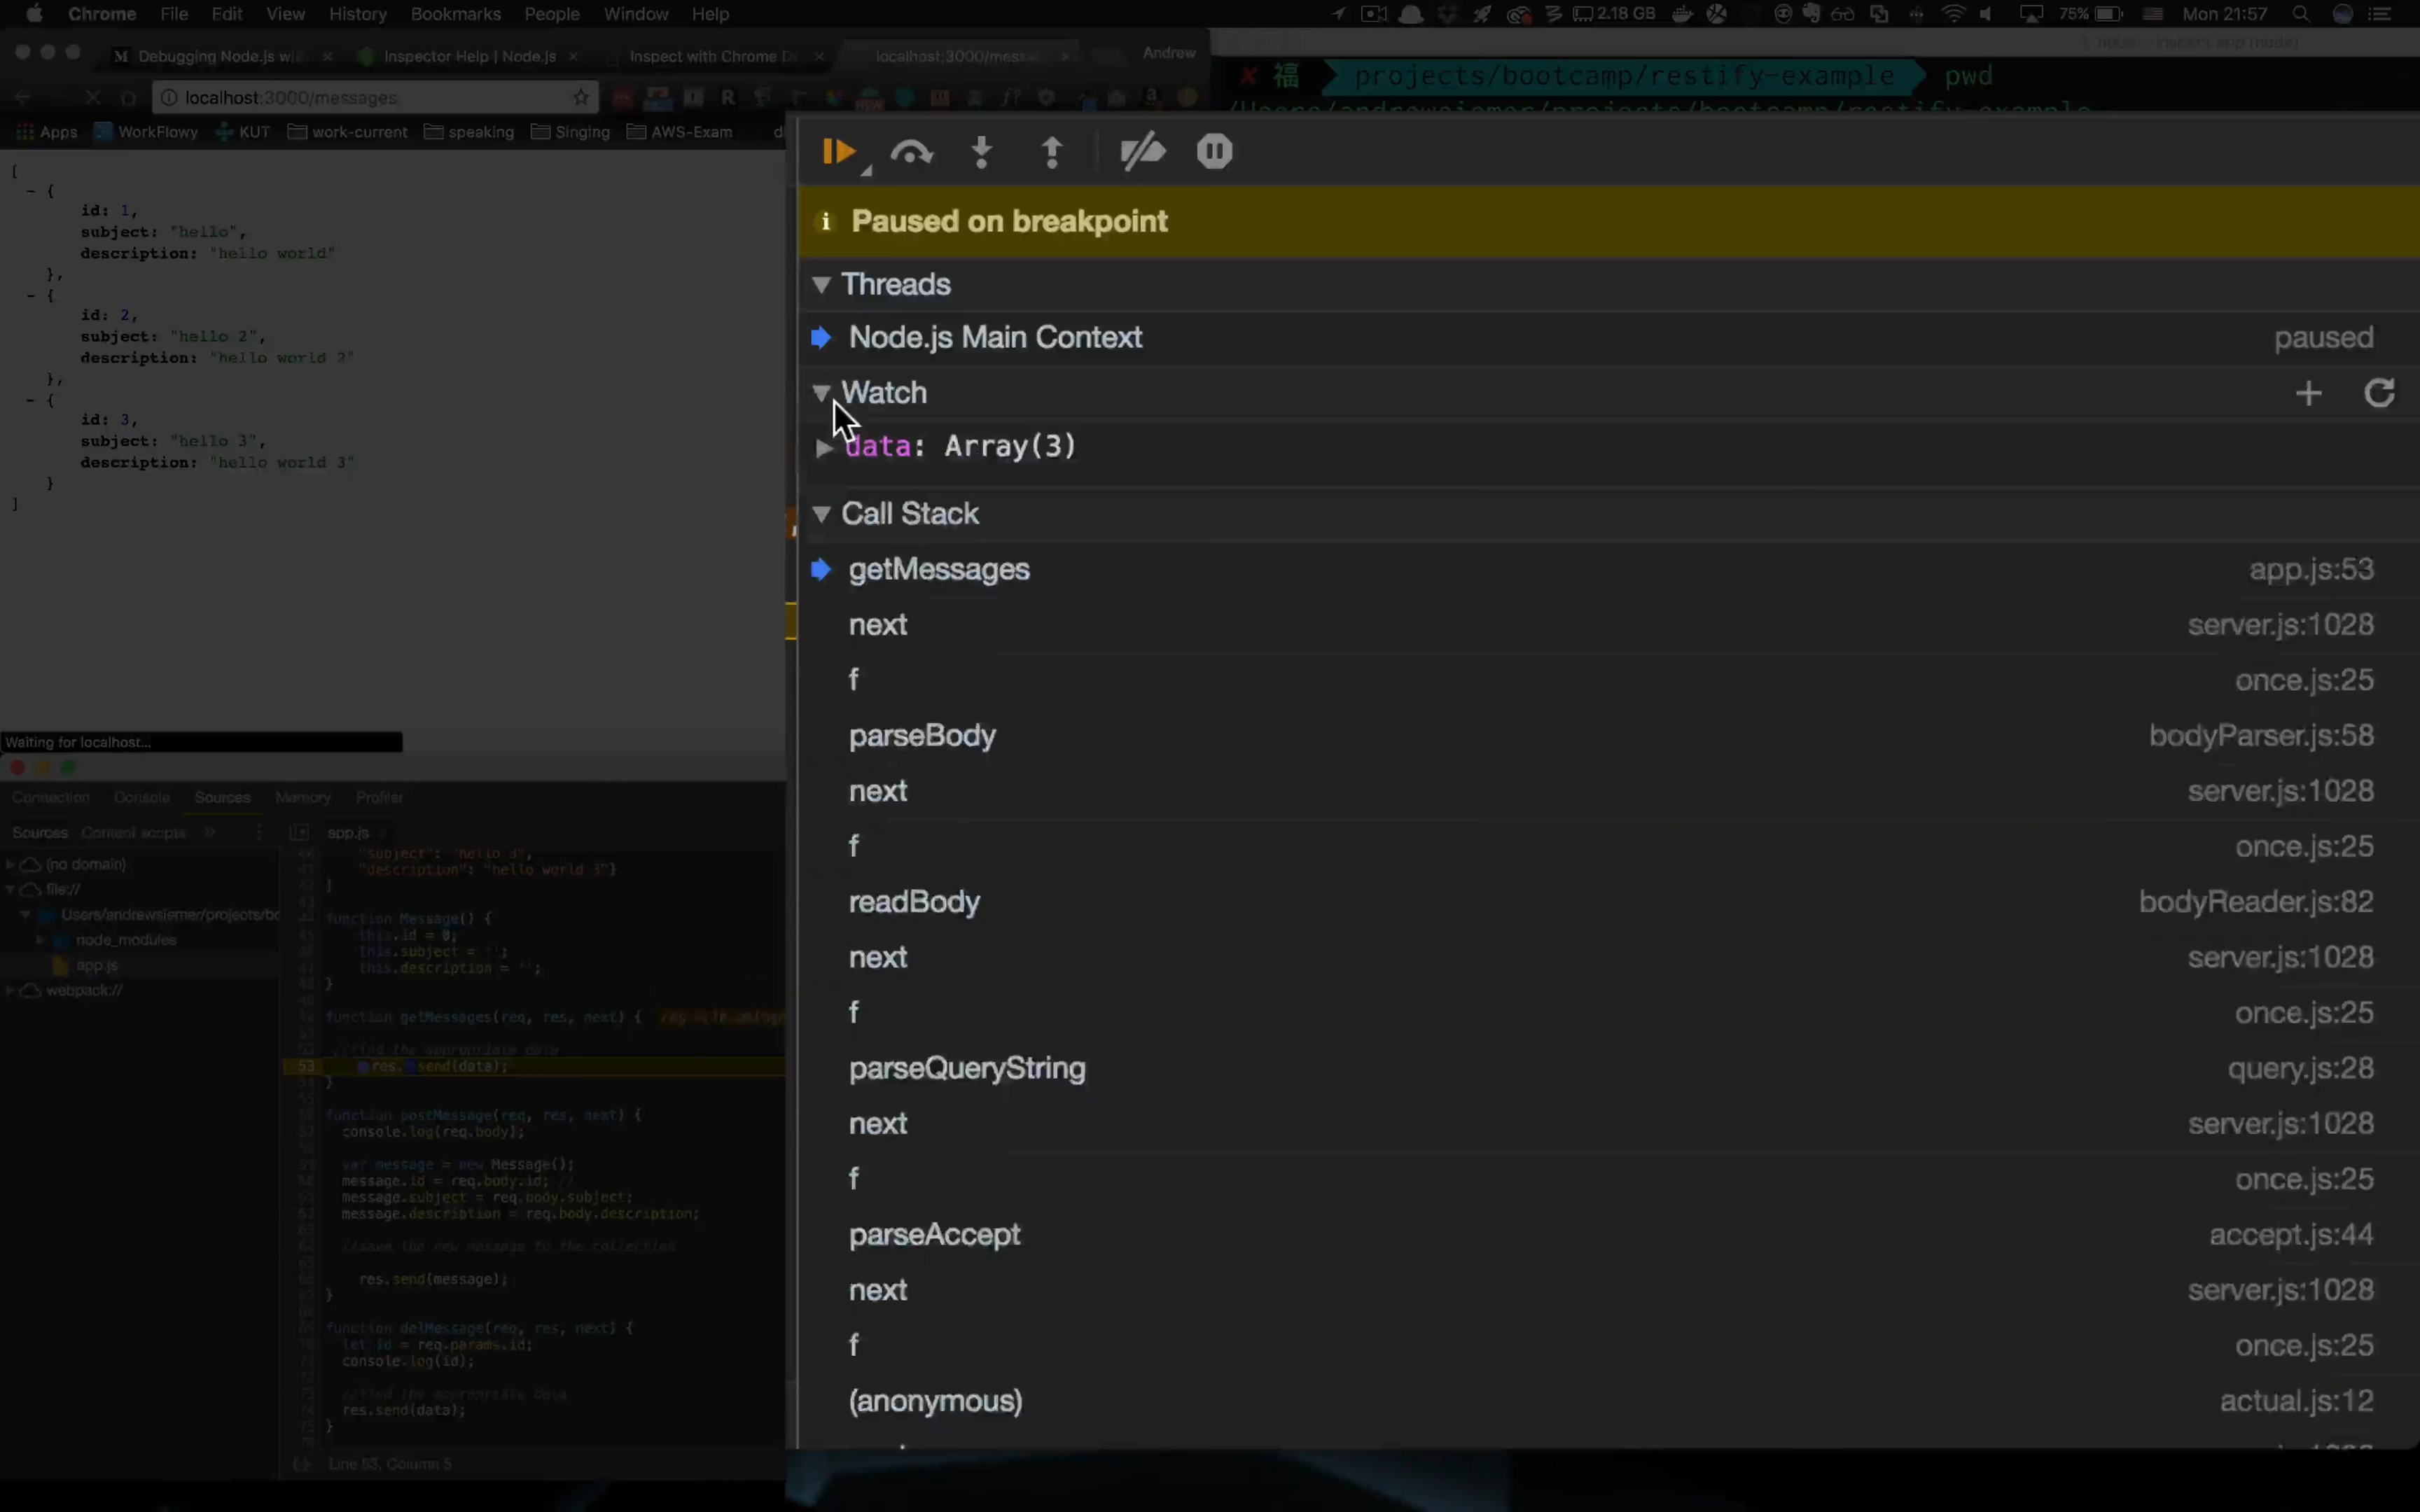 Chrome File Edit View History Bookmarks People Window Help
2.18 GB 75% Mon 21:57
Debugging Node.js wi
Inspector Help | Node.js
Inspect with Chrome De
localhost:3000/messa
Andrew
localhost:3000/messages
Apps WorkFlowy KUT work-current speaking Singing AWS-Exam
projects/bootcamp/restify-example pwd
/Users/andrewsiemer/projects/bootcamp/restify-example
[
- {
id: 1,
subject: "hello",
description: "hello world"
},
- {
id: 2,
subject: "hello 2",
description: "hello world 2"
},
- {
id: 3,
subject: "hello 3",
description: "hello world 3"
}
]
Waiting for localhost...
Connection Console Sources Memory Profiler
Sources Content scripts »
(no domain)
file://
Users/andrewsiemer/projects/bo
node_modules
app.js
webpack://
app.js
"subject": "hello 3",
"description": "hello world 3"}
]
function Message() {
this.id = 0;
this.subject = '';
this.description = '';
}
function getMessages(req, res, next) {
//find the appropriate data
53 res.send(data);
}
function postMessage(req, res, next) {
console.log(req.body);
var message = new Message();
message.id = req.body.id; //
message.subject = req.body.subject;
message.description = req.body.description;
//save the new message to the collection
res.send(message);
}
function delMessage(req, res, next) {
let id = req.params.id;
console.log(id);
//find the appropriate data
res.send(data);
}
{} Line 53, Column 5
Paused on breakpoint
Threads
Node.js Main Context paused
Watch
data: Array(3)
Call Stack
getMessages app.js:53
next server.js:1028
f once.js:25
parseBody bodyParser.js:58
next server.js:1028
f once.js:25
readBody bodyReader.js:82
next server.js:1028
f once.js:25
parseQueryString query.js:28
next server.js:1028
f once.js:25
parseAccept accept.js:44
next server.js:1028
f once.js:25
(anonymous) actual.js:12